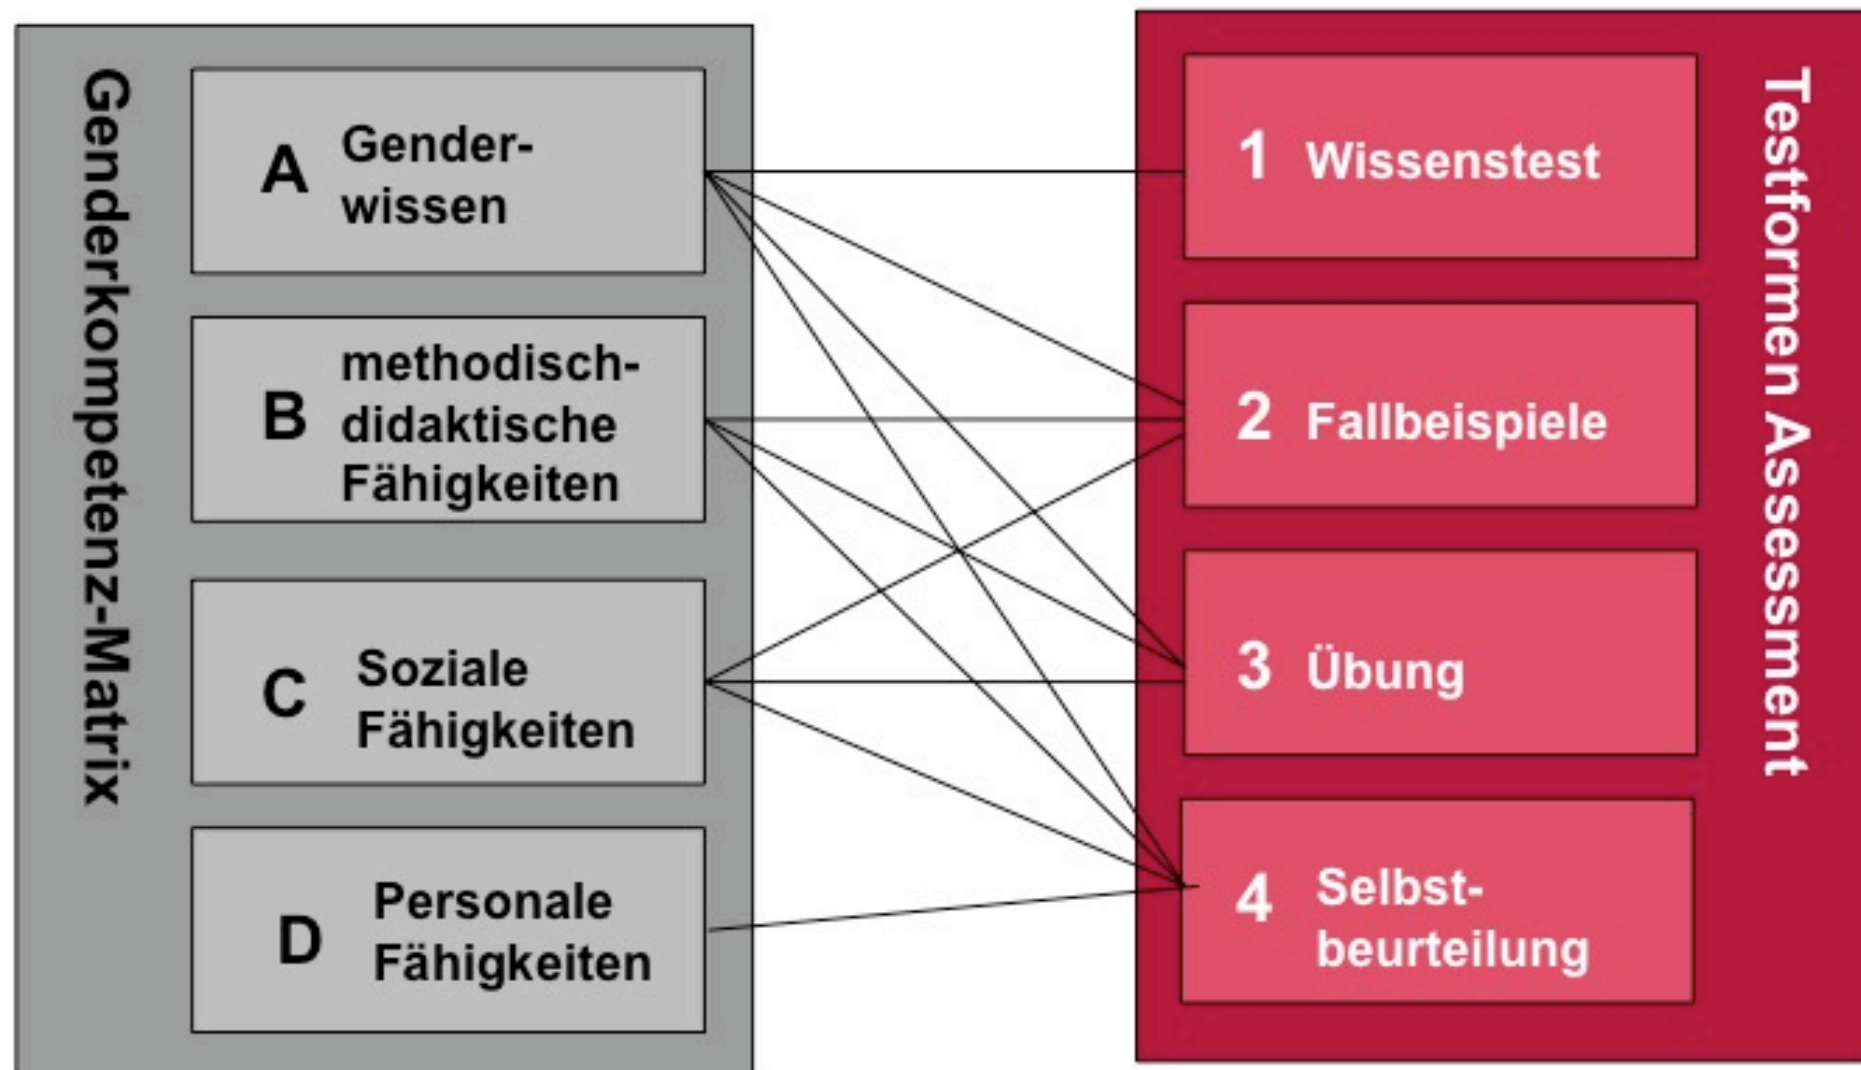 Genderkompetenz-Matrix
A
Gender-
wissen
B
methodisch-
didaktische
Fähigkeiten
C
Soziale
Fähigkeiten
D
Personale
Fähigkeiten
Testformen Assessment
1 Wissenstest
2 Fallbeispiele
3 Übung
4
Selbst-
beurteilung